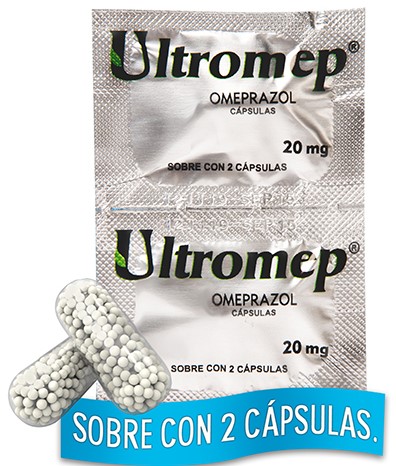 Ultromep®
OMEPRAZOL
CÁPSULAS
20 mg
SOBRE CON 2 CÁPSULAS
Ultromep®
OMEPRAZOL
CÁPSULAS
20 mg
SOBRE CON 2 CÁPSULAS
SOBRE CON 2 CÁPSULAS.